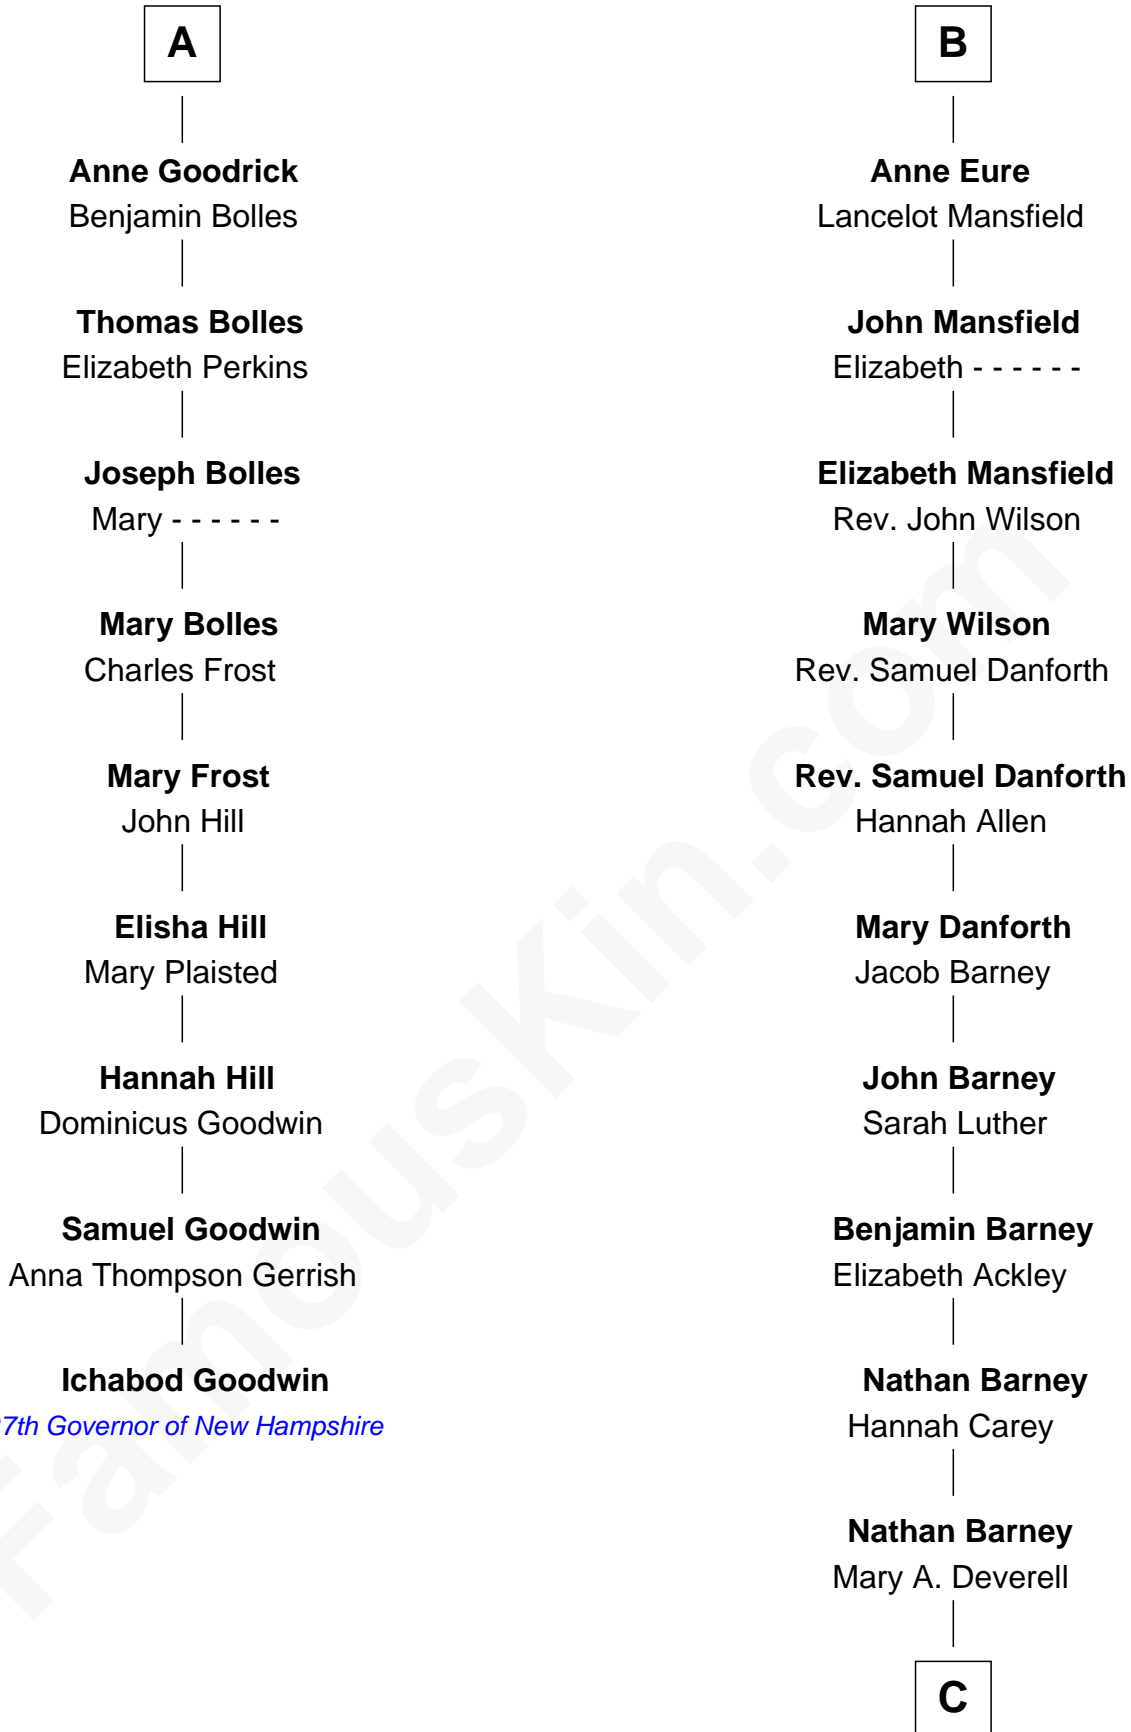 A
Anne Goodrick
Benjamin Bolles
Thomas Bolles
Elizabeth Perkins
Joseph Bolles
Mary - - - - - -
Mary Bolles
Charles Frost
Mary Frost
John Hill
Elisha Hill
Mary Plaisted
Hannah Hill
Dominicus Goodwin
Samuel Goodwin
Anna Thompson Gerrish
Ichabod Goodwin
7th Governor of New Hampshire
B
Anne Eure
Lancelot Mansfield
John Mansfield
Elizabeth - - - - - -
Elizabeth Mansfield
Rev. John Wilson
Mary Wilson
Rev. Samuel Danforth
Rev. Samuel Danforth
Hannah Allen
Mary Danforth
Jacob Barney
John Barney
Sarah Luther
Benjamin Barney
Elizabeth Ackley
Nathan Barney
Hannah Carey
Nathan Barney
Mary A. Deverell
C
FamousKin.com